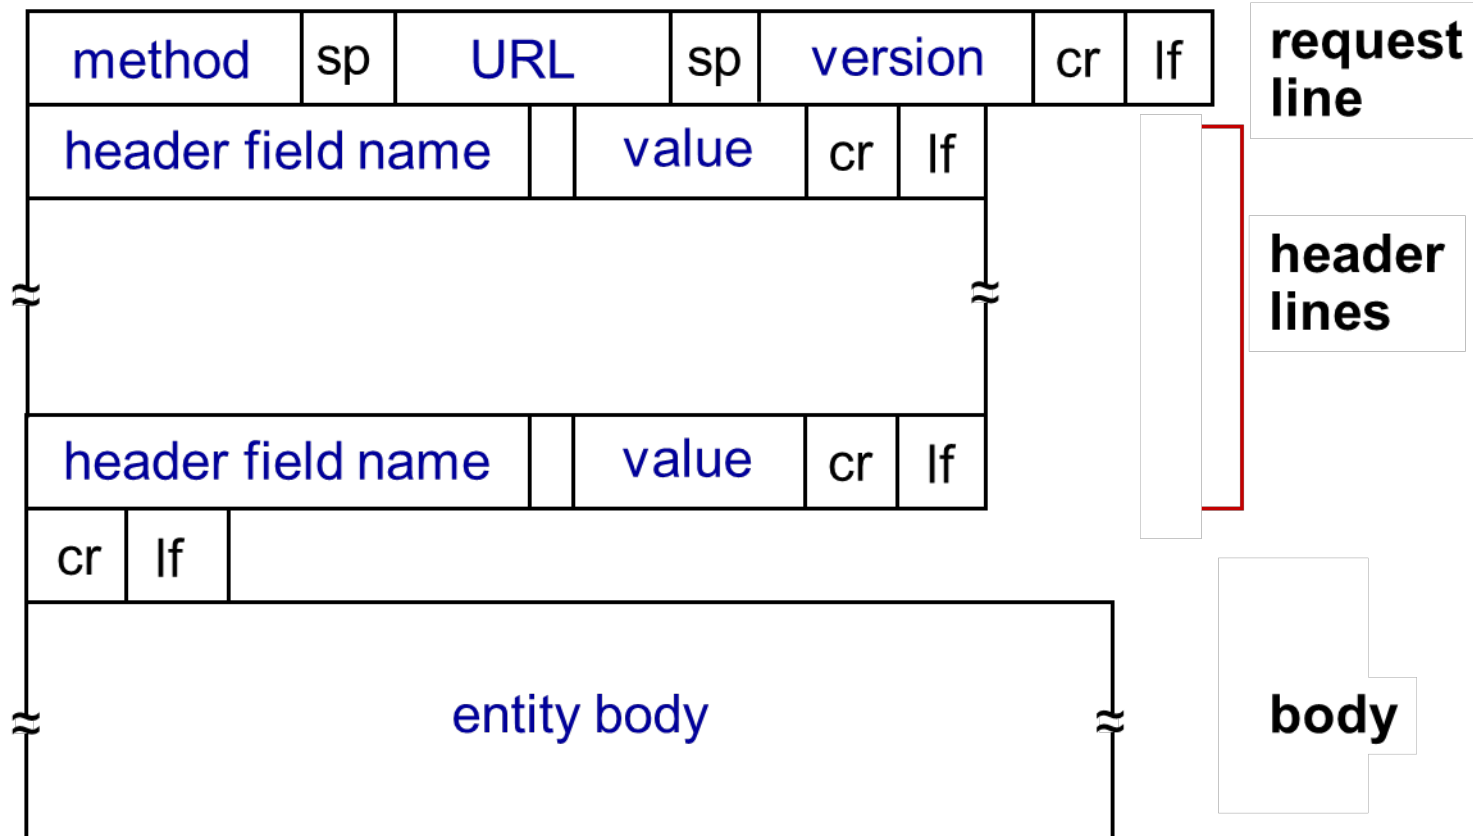 method sp URL sp version cr lf request
line
header field name value cr lf
header
lines
header field name value cr lf
cr lf
entity body body